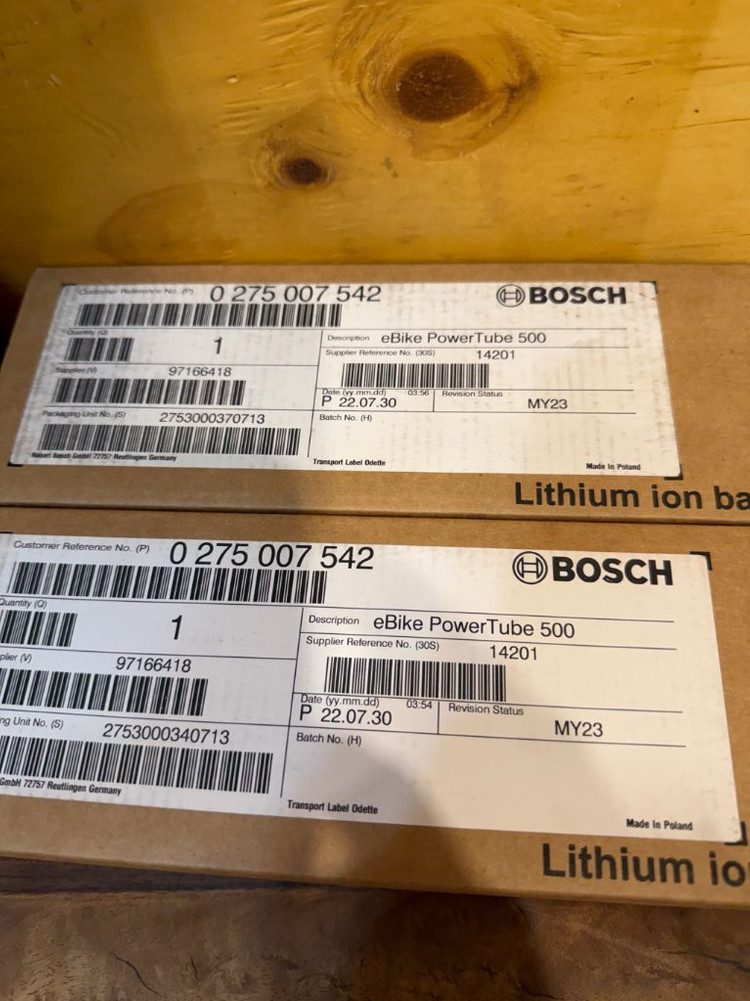 Customer Reference No. (P) 0 275 007 542
BOSCH
Quantity (Q) 1
Description eBike PowerTube 500
Supplier Reference No. (30S) 14201
Supplier (V) 97166418
Date (yy.mm.dd) 03:56
P 22.07.30
Revision Status
MY23
Packaging Unit No. (S) 2753000370713
Batch No. (H)
Robert Bosch GmbH 72757 Reutlingen Germany
Transport Label Odette
Made in Poland
Lithium ion ba
Customer Reference No. (P) 0 275 007 542
BOSCH
Quantity (Q) 1
Description eBike PowerTube 500
Supplier Reference No. (30S) 14201
plier (V) 97166418
Date (yy.mm.dd) 03:54
P 22.07.30
Revision Status
MY23
ng Unit No. (S) 2753000340713
Batch No. (H)
GmbH 72757 Reutlingen Germany
Transport Label Odette
Made in Poland
Lithium io